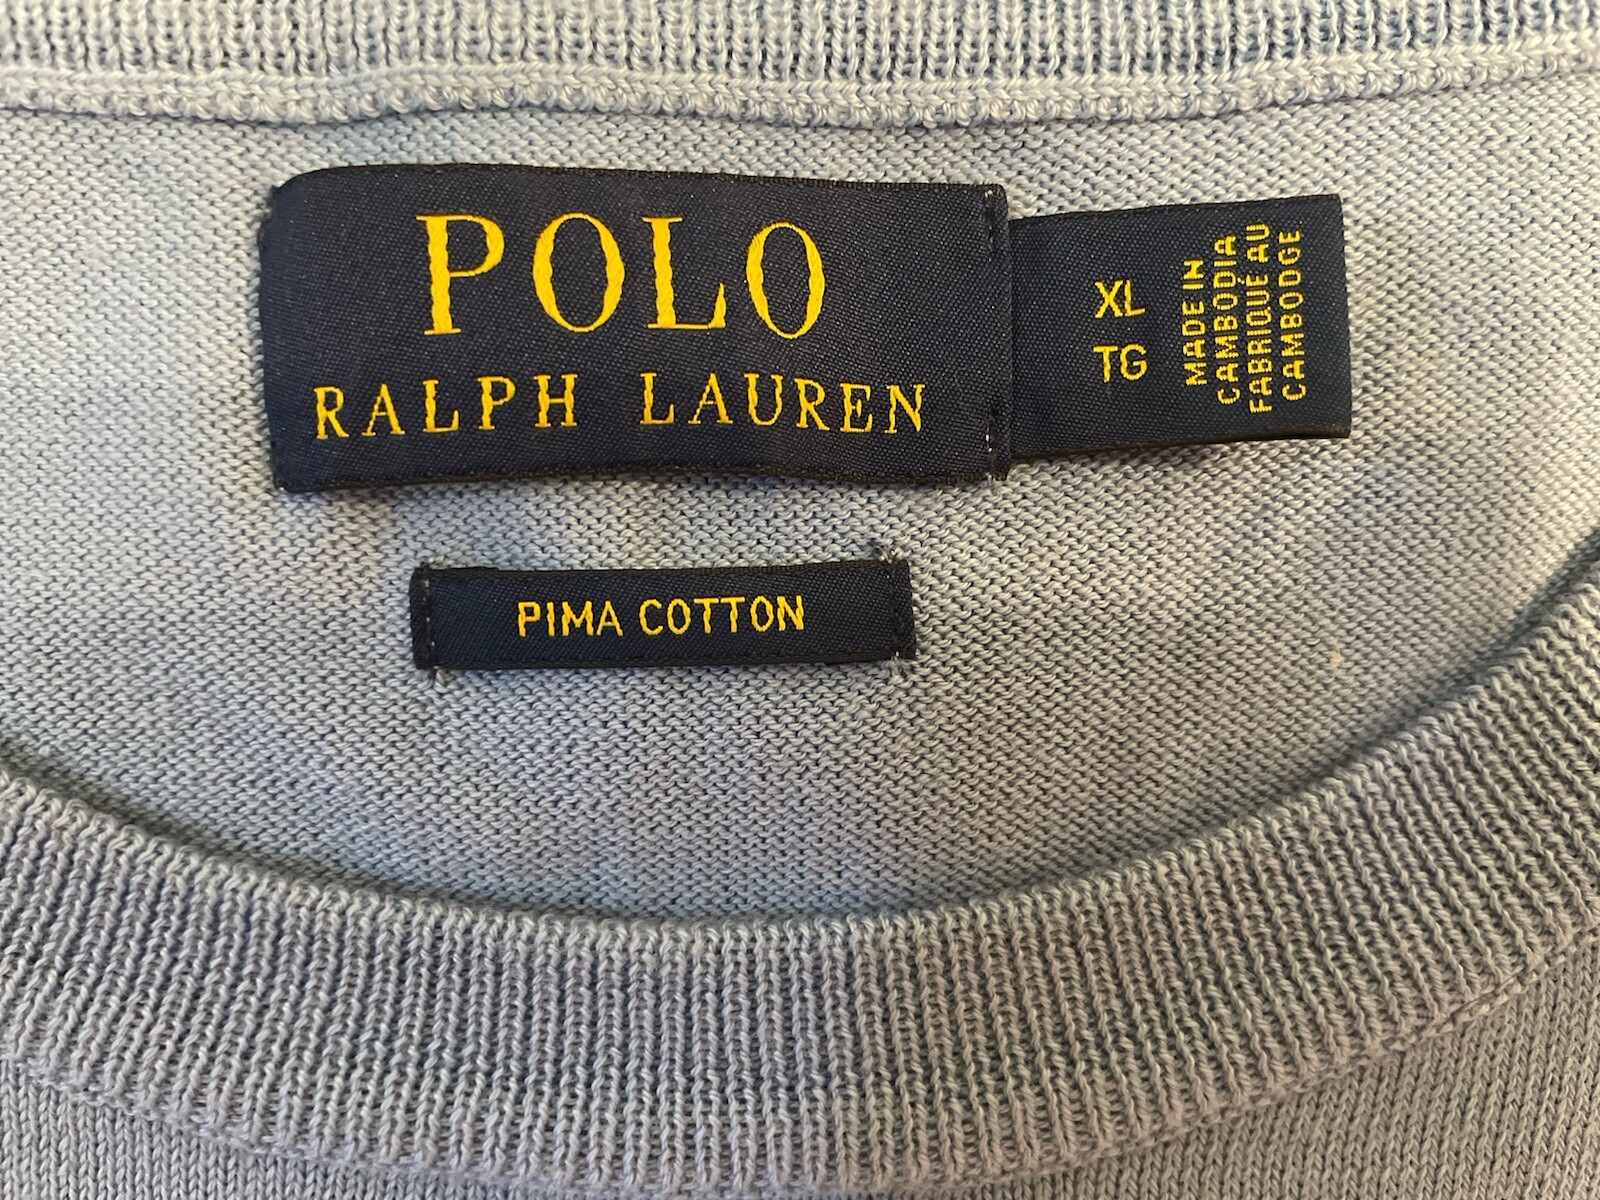 POLO
RALPH LAUREN
XL
TG
MADE IN
CAMBODIA
FABRIQUÉ AU
CAMBODGE
PIMA COTTON